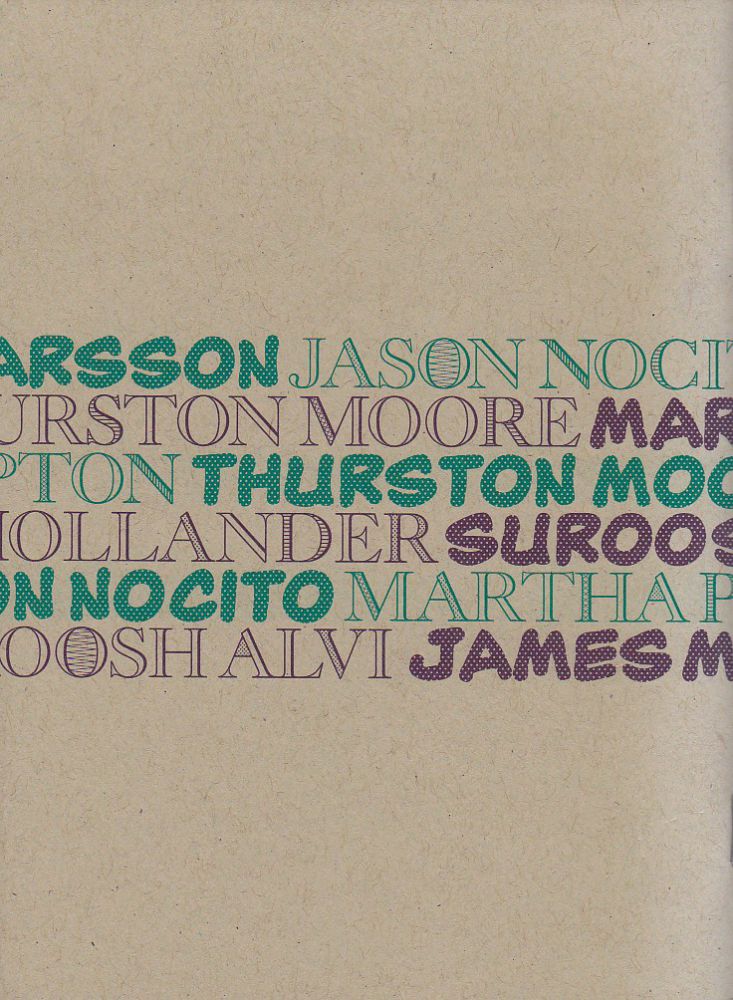 ARSSON JASON NOCIT
URSTON MOORE MAR
PTON THURSTON MOO
HOLLANDER SUROOS
ON NOCITO MARTHA P
OOSH ALVI JAMES M